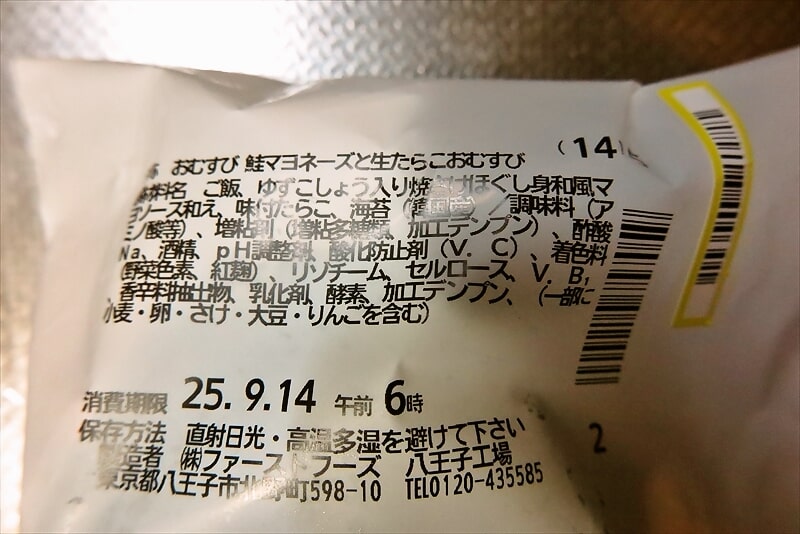 おむすび 鮭マヨネーズと生たらこおむすび
(14)
ご飯、ゆずこしょう入り焼さけほぐし身和風マ
ヨソース和え、味付たらこ、海苔(韓国産)/調味料(ア
ミノ酸等)、増粘剤(増粘多糖類、加工デンプン)、酢酸
Na、酒精、pH調整剤、酸化防止剤(V.C)、着色料
(野菜色素、紅麹)、リゾチーム、セルロース、V.B₁、
香辛料抽出物、乳化剤、酵素、加工デンプン、(一部に
小麦・卵・さけ・大豆・りんごを含む)
消費期限 25.9.14 午前 6時
保存方法 直射日光・高温多湿を避けて下さい
製造者 ㈱ファーストフーズ 八王子工場
東京都八王子市北野町598-10 TEL0120-435585
2